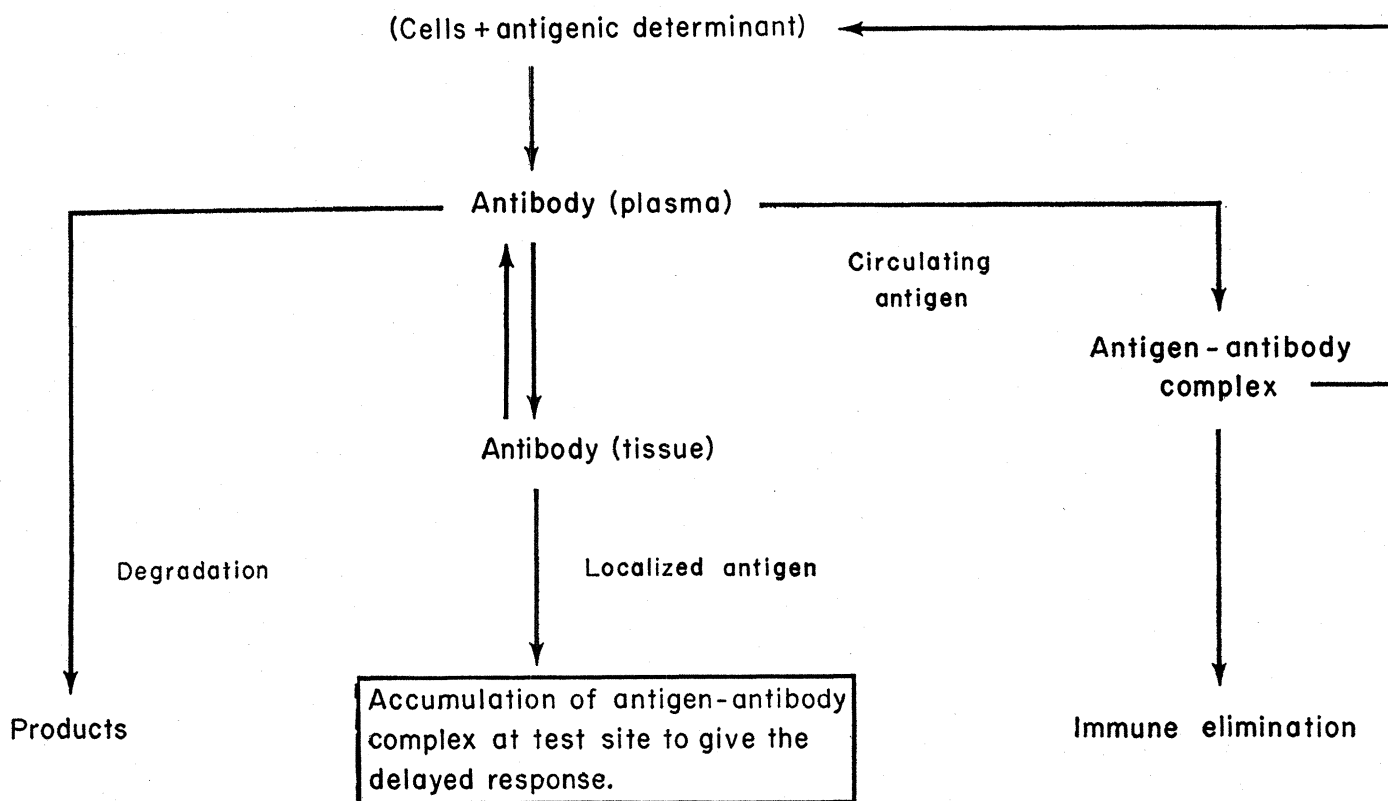 (Cells + antigenic determinant)
Antibody (plasma)
Circulating
antigen
Antigen - antibody
complex
Antibody (tissue)
Degradation
Localized antigen
Accumulation of antigen-antibody
complex at test site to give the
delayed response.
Products
Immune elimination